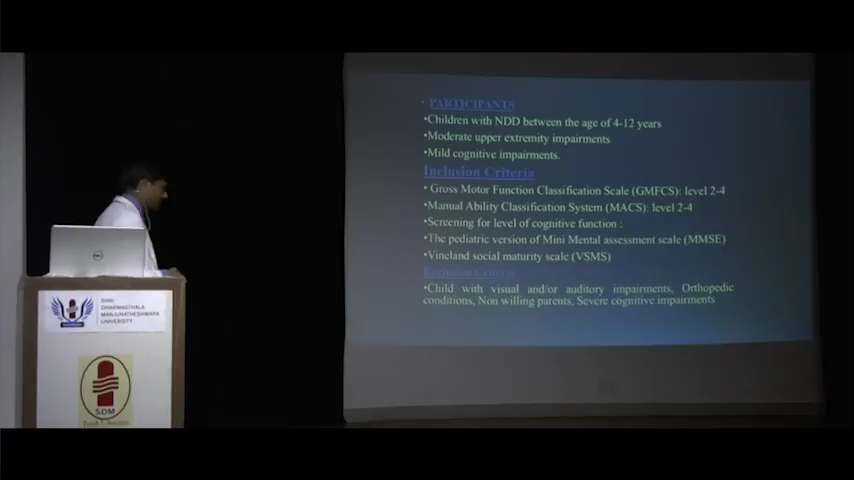 • PARTICIPANTS
•Children with NDD between the age of 4-12 years
•Moderate upper extremity impairments
•Mild cognitive impairments.
Inclusion Criteria
• Gross Motor Function Classification Scale (GMFCS): level 2-4
•Manual Ability Classification System (MACS): level 2-4
•Screening for level of cognitive function :
•The pediatric version of Mini Mental assessment scale (MMSE)
•Vineland social maturity scale (VSMS)
Exclusion Criteria
•Child with visual and/or auditory impairments, Orthopedic
conditions, Non willing parents, Severe cognitive impairments
DELL
SHRI
DHARMASTHALA
MANJUNATHESHWARA
UNIVERSITY
SDM